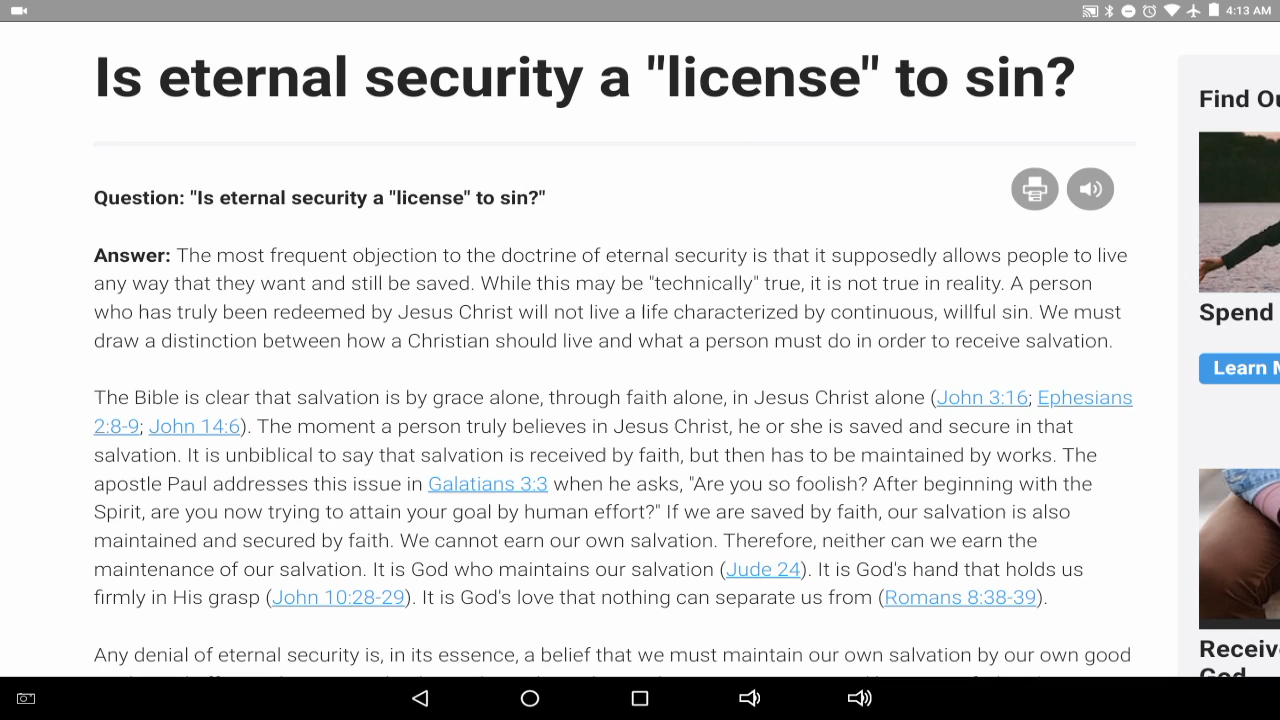 4:13 AM
Is eternal security a "license" to sin?
Question: "Is eternal security a "license" to sin?"
Answer: The most frequent objection to the doctrine of eternal security is that it supposedly allows people to live
any way that they want and still be saved. While this may be "technically" true, it is not true in reality. A person
who has truly been redeemed by Jesus Christ will not live a life characterized by continuous, willful sin. We must
draw a distinction between how a Christian should live and what a person must do in order to receive salvation.
The Bible is clear that salvation is by grace alone, through faith alone, in Jesus Christ alone (John 3:16; Ephesians
2:8-9; John 14:6). The moment a person truly believes in Jesus Christ, he or she is saved and secure in that
salvation. It is unbiblical to say that salvation is received by faith, but then has to be maintained by works. The
apostle Paul addresses this issue in Galatians 3:3 when he asks, "Are you so foolish? After beginning with the
Spirit, are you now trying to attain your goal by human effort?" If we are saved by faith, our salvation is also
maintained and secured by faith. We cannot earn our own salvation. Therefore, neither can we earn the
maintenance of our salvation. It is God who maintains our salvation (Jude 24). It is God's hand that holds us
firmly in His grasp (John 10:28-29). It is God's love that nothing can separate us from (Romans 8:38-39).
Any denial of eternal security is, in its essence, a belief that we must maintain our own salvation by our own good
Find Ou
Spend
Learn M
Receiv
God